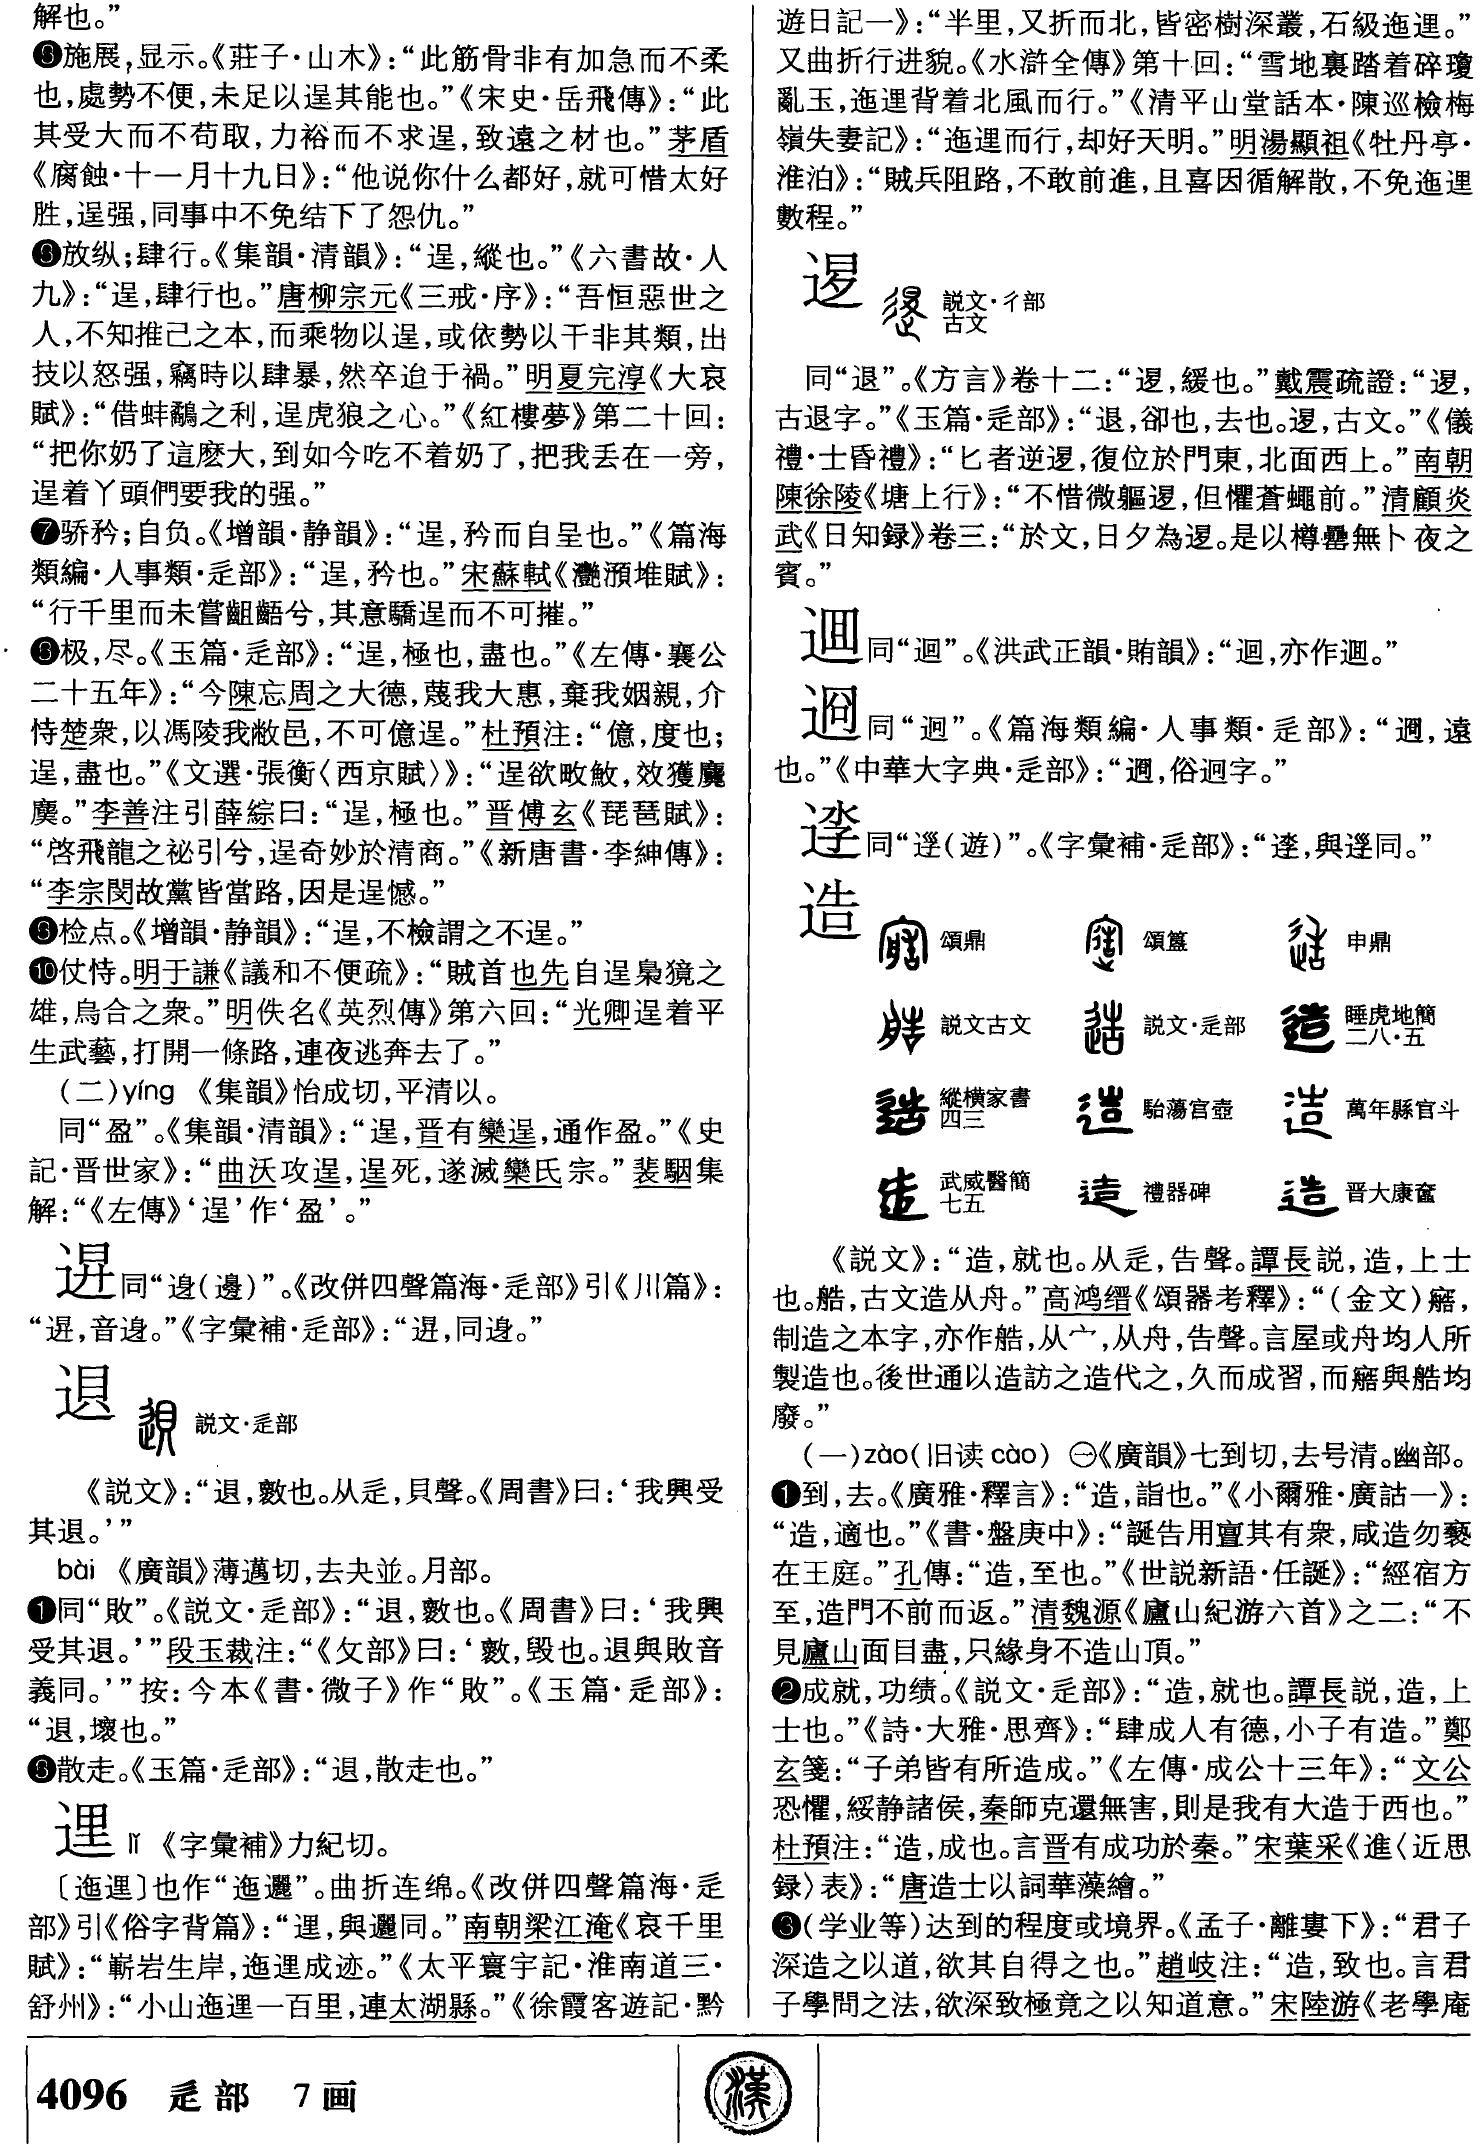 解也。”
❺施展,显示。《莊子·山木》:“此筋骨非有加急而不柔
也,處勢不便,未足以逞其能也。”《宋史·岳飛傳》:“此
其受大而不苟取,力裕而不求逞,致遠之材也。”茅盾
《腐蝕·十一月十九日》:“他说你什么都好,就可惜太好
胜,逞强,同事中不免结下了怨仇。”
❻放纵;肆行。《集韻·清韻》:“逞,縱也。”《六書故·人
九》:“逞,肆行也。”唐柳宗元《三戒·序》:“吾恒惡世之
人,不知推己之本,而乘物以逞,或依勢以干非其類,出
技以怒强,竊時以肆暴,然卒迨于禍。”明夏完淳《大哀
賦》:“借蚌鷸之利,逞虎狼之心。”《紅樓夢》第二十回:
“把你奶了這麽大,到如今吃不着奶了,把我丢在一旁,
逞着丫頭們要我的强。”
❼骄矜;自负。《增韻·静韻》:“逞,矜而自呈也。”《篇海
類編·人事類·辵部》:“逞,矜也。”宋蘇軾《灧澦堆賦》:
“行千里而未嘗齟齬兮,其意驕逞而不可摧。”
❽极,尽。《玉篇·辵部》:“逞,極也,盡也。”《左傳·襄公
二十五年》:“今陳忘周之大德,蔑我大惠,棄我姻親,介
恃楚衆,以馮陵我敝邑,不可億逞。”杜預注:“億,度也;
逞,盡也。”《文選·張衡〈西京賦〉》:“逞欲畋䱷,效獲麑
麌。”李善注引薛綜曰:“逞,極也。”晋傅玄《琵琶賦》:
“啓飛龍之祕引兮,逞奇妙於清商。”《新唐書·李紳傳》:
“李宗閔故黨皆當路,因是逞憾。”
❾检点。《增韻·静韻》:“逞,不檢謂之不逞。”
❿仗恃。明于謙《議和不便疏》:“賊首也先自逞梟獍之
雄,烏合之衆。”明佚名《英烈傳》第六回:“光卿逞着平
生武藝,打開一條路,連夜逃奔去了。”
(二)yíng 《集韻》怡成切,平清以。
同“盈”。《集韻·清韻》:“逞,晋有欒逞,通作盈。”《史
記·晋世家》:“曲沃攻逞,逞死,遂滅欒氏宗。”裴駰集
解:“《左傳》‘逞’作‘盈’。”
同“边(邊)”。《改併四聲篇海·辵部》引《川篇》:
《字彙補·辵部》:
䢙 説文·辵部
《説文》:“䢙,斁也。从辵,貝聲。《周書》曰:‘我興受
其䢙。’”
bài 《廣韻》薄邁切,去夬並。月部。
❶同“敗”。《説文·辵部》:“䢙,斁也。《周書》曰:‘我興
受其䢙。’”段玉裁注:“《攴部》曰:‘斁,毁也。䢙與敗音
義同。’”按:今本《書·微子》作“敗”。《玉篇·辵部》:
“䢙,壞也。”
❷散走。《玉篇·辵部》:“䢙,散走也。”
逦 lǐ 《字彙補》力紀切。
〔迤逦〕也作“迤邐”。曲折连绵。《改併四聲篇海·辵
部》引《俗字背篇》:“逦,與邐同。”南朝梁江淹《哀千里
賦》:“嶄岩生岸,迤逦成迹。”《太平寰宇記·淮南道三·
舒州》:“小山迤逦一百里,連太湖縣。”《徐霞客遊記·黔
遊日記一》:“半里,又折而北,皆密樹深叢,石級迤逦。”
又曲折行进貌。《水滸全傳》第十回:“雪地裏踏着碎瓊
亂玉,迤逦背着北風而行。”《清平山堂話本·陳巡檢梅
嶺失妻記》:“迤逦而行,却好天明。”明湯顯祖《牡丹亭·
淮泊》:“賊兵阻路,不敢前進,且喜因循解散,不免迤逦
數程。”
㞗 説文·彳部
古文
同“退”。《方言》卷十二:“𨓤,緩也。”戴震疏證:“𨓤,
古退字。”《玉篇·辵部》:“退,卻也,去也。𨓤,古文。”《儀
禮·士昏禮》:“匕者逆𨓤,復位於門東,北面西上。”南朝
陳徐陵《塘上行》:“不惜微軀𨓤,但懼蒼蠅前。”清顧炎
武《日知録》卷三:“於文,日夕為𨓤。是以樽罍無卜夜之
賓。”
同“迴”。《洪武正韻·賄韻》:“迴,亦作逥。”
同“迥”。《篇海類編·人事類·辵部》:“遠
也。”《中華大字典·辵部》:“俗迥字。”
同“逕(遊)”。《字彙補·辵部》:
造 頌鼎 頌簋 申鼎
説文古文 説文·辵部 睡虎地簡
二八·五
縱横家書
四三 駘蕩宫壺 萬年縣官斗
武威醫簡
七五 禮器碑 晋大康奩
《説文》:“造,就也。从辵,告聲。譚長説,造,上士
也。艁,古文造从舟。”高鸿缙《頌器考釋》:“(金文)𡩬,
制造之本字,亦作艁,从宀,从舟,告聲。言屋或舟均人所
製造也。後世通以造訪之造代之,久而成習,而𡩬與艁均
廢。”
(一)zào(旧读cào) ㊀《廣韻》七到切,去号清。幽部。
❶到,去。《廣雅·釋言》:“造,詣也。”《小爾雅·廣詁一》:
“造,適也。”《書·盤庚中》:“誕告用亶其有衆,咸造勿褻
在王庭。”孔傳:“造,至也。”《世説新語·任誕》:“經宿方
至,造門不前而返。”清魏源《廬山紀游六首》之二:“不
見廬山面目盡,只緣身不造山頂。”
❷成就,功绩。《説文·辵部》:“造,就也。譚長説,造,上
士也。”《詩·大雅·思齊》:“肆成人有德,小子有造。”鄭
玄箋:“子弟皆有所造成。”《左傳·成公十三年》:“文公
恐懼,綏静諸侯,秦師克還無害,則是我有大造于西也。”
杜預注:“造,成也。言晋有成功於秦。”宋葉采《進〈近思
録〉表》:“唐造士以詞華藻繪。”
❸(学业等)达到的程度或境界。《孟子·離婁下》:“君子
深造之以道,欲其自得之也。”趙岐注:“造,致也。言君
子學問之法,欲深致極竟之以知道意。”宋陸游《老學庵
4096 辵部 7画
漢